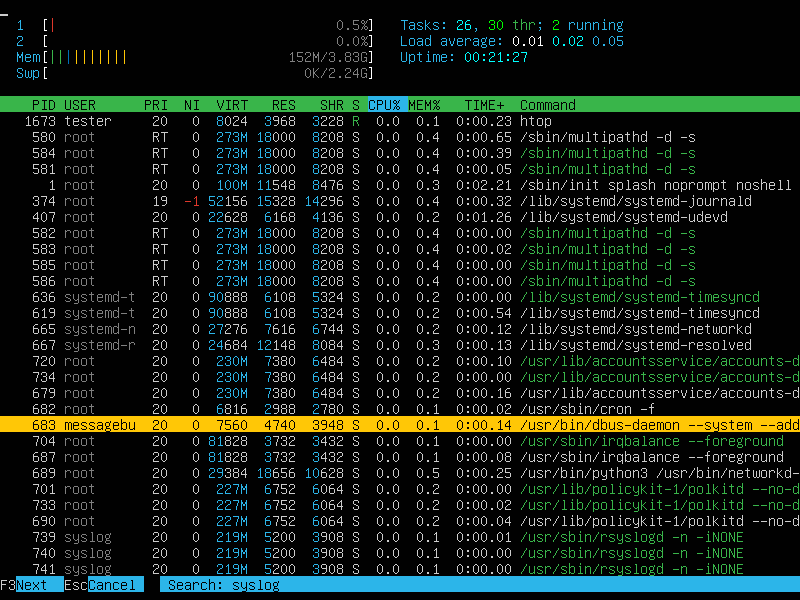 1 [| 0.5%] Tasks: 26, 30 thr; 2 running
2 [ 0.0%] Load average: 0.01 0.02 0.05
Mem[|||||||||| 152M/3.83G] Uptime: 00:21:27
Swp[ 0K/2.24G]
PID USER PRI NI VIRT RES SHR S CPU% MEM% TIME+ Command
1673 tester 20 0 8024 3968 3228 R 0.0 0.1 0:00.23 htop
580 root RT 0 273M 18000 8208 S 0.0 0.4 0:00.65 /sbin/multipathd -d -s
584 root RT 0 273M 18000 8208 S 0.0 0.4 0:00.39 /sbin/multipathd -d -s
581 root RT 0 273M 18000 8208 S 0.0 0.4 0:00.05 /sbin/multipathd -d -s
1 root 20 0 100M 11548 8476 S 0.0 0.3 0:02.21 /sbin/init splash noprompt noshell
374 root 19 -1 52156 15328 14296 S 0.0 0.4 0:00.32 /lib/systemd/systemd-journald
407 root 20 0 22628 6168 4136 S 0.0 0.2 0:01.26 /lib/systemd/systemd-udevd
582 root RT 0 273M 18000 8208 S 0.0 0.4 0:00.00 /sbin/multipathd -d -s
583 root RT 0 273M 18000 8208 S 0.0 0.4 0:00.02 /sbin/multipathd -d -s
585 root RT 0 273M 18000 8208 S 0.0 0.4 0:00.00 /sbin/multipathd -d -s
586 root RT 0 273M 18000 8208 S 0.0 0.4 0:00.00 /sbin/multipathd -d -s
636 systemd-t 20 0 90888 6108 5324 S 0.0 0.2 0:00.00 /lib/systemd/systemd-timesyncd
619 systemd-t 20 0 90888 6108 5324 S 0.0 0.2 0:00.54 /lib/systemd/systemd-timesyncd
665 systemd-n 20 0 27276 7616 6744 S 0.0 0.2 0:00.12 /lib/systemd/systemd-networkd
667 systemd-r 20 0 24684 12148 8084 S 0.0 0.3 0:00.13 /lib/systemd/systemd-resolved
720 root 20 0 230M 7380 6484 S 0.0 0.2 0:00.10 /usr/lib/accountsservice/accounts-d
734 root 20 0 230M 7380 6484 S 0.0 0.2 0:00.00 /usr/lib/accountsservice/accounts-d
679 root 20 0 230M 7380 6484 S 0.0 0.2 0:00.16 /usr/lib/accountsservice/accounts-d
682 root 20 0 6816 2988 2780 S 0.0 0.1 0:00.02 /usr/sbin/cron -f
683 messagebu 20 0 7560 4740 3948 S 0.0 0.1 0:00.14 /usr/bin/dbus-daemon --system --add
704 root 20 0 81828 3732 3432 S 0.0 0.1 0:00.00 /usr/sbin/irqbalance --foreground
687 root 20 0 81828 3732 3432 S 0.0 0.1 0:00.08 /usr/sbin/irqbalance --foreground
689 root 20 0 29384 18656 10628 S 0.0 0.5 0:00.25 /usr/bin/python3 /usr/bin/networkd-
701 root 20 0 227M 6752 6064 S 0.0 0.2 0:00.00 /usr/lib/policykit-1/polkitd --no-d
733 root 20 0 227M 6752 6064 S 0.0 0.2 0:00.02 /usr/lib/policykit-1/polkitd --no-d
690 root 20 0 227M 6752 6064 S 0.0 0.2 0:00.04 /usr/lib/policykit-1/polkitd --no-d
739 syslog 20 0 219M 5200 3908 S 0.0 0.1 0:00.01 /usr/sbin/rsyslogd -n -iNONE
740 syslog 20 0 219M 5200 3908 S 0.0 0.1 0:00.00 /usr/sbin/rsyslogd -n -iNONE
741 syslog 20 0 219M 5200 3908 S 0.0 0.1 0:00.00 /usr/sbin/rsyslogd -n -iNONE
F3Next EscCancel Search: syslog